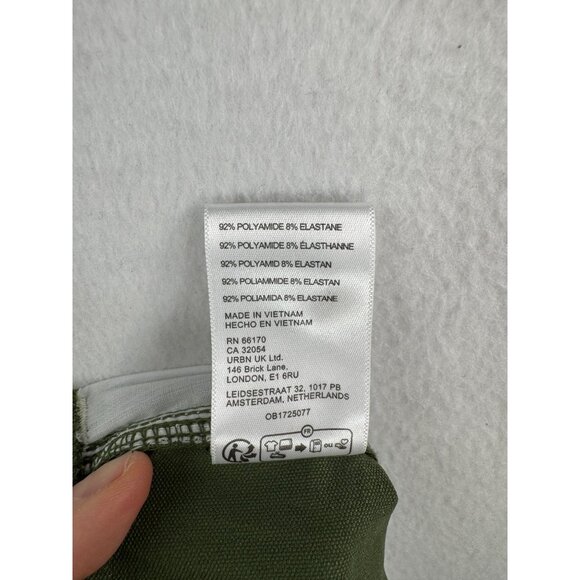 92% POLYAMIDE 8% ELASTANE
92% POLYAMIDE 8% ÉLASTHANNE
92% POLYAMID 8% ELASTAN
92% POLIAMMIDE 8% ELASTAN
92% POLIAMIDA 8% ELASTANE
MADE IN VIETNAM
HECHO EN VIETNAM
RN 66170
CA 32054
URBN UK Ltd.
146 Brick Lane.
LONDON, E1 6RU
LEIDSESTRAAT 32, 1017 PB
AMSTERDAM, NETHERLANDS
OB1725077
FR
OU